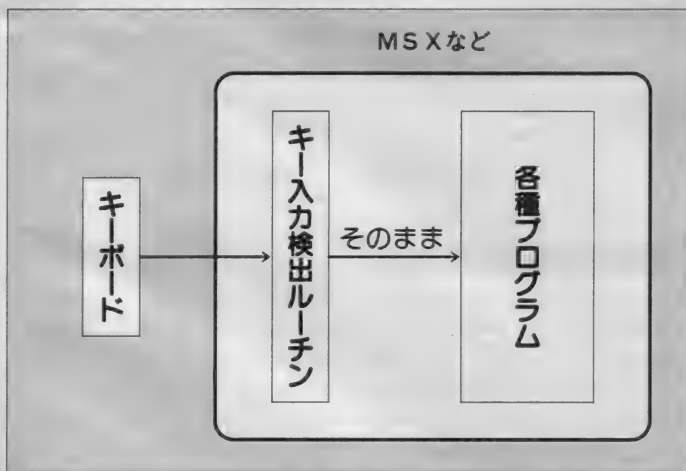 MSXなど
キーボード
キー入力検出ルーチン
そのまま
各種プログラム